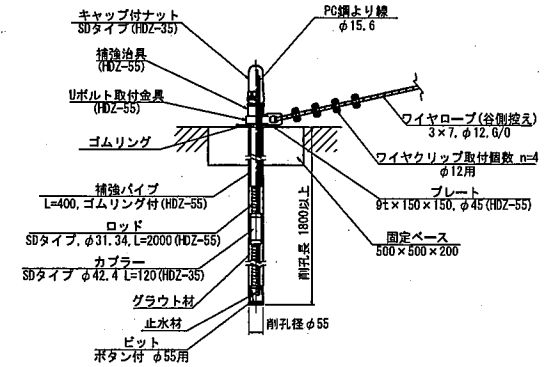 キャップ付ナット
SDタイプ(HDZ-35)
補強治具
(HDZ-55)
Uボルト取付金具
(HDZ-55)
ゴムリング
補強パイプ
L=400,ゴムリング付(HDZ-55)
ロッド
SDタイプ,φ31.34,L=2000(HDZ-55)
カプラー
SDタイプ φ42.4 L=120(HDZ-35)
グラウト材
止水材
ビット
ボタン付 φ55用
PC鋼より線
φ15.6
ワイヤロープ(谷側控え)
3×7,φ12.6/0
ワイヤクリップ取付個数 n=4
φ12用
プレート
9t×150×150,φ45(HDZ-55)
固定ベース
500×500×200
削孔長 1800以上
削孔径φ55